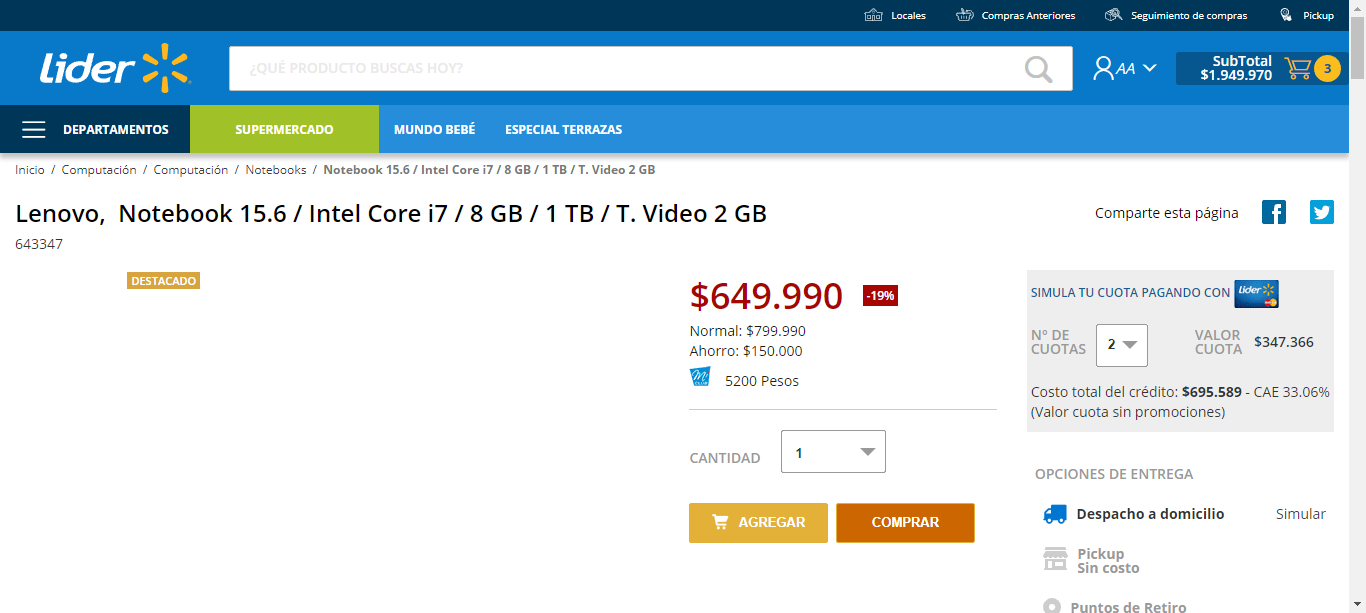 Locales Compras Anteriores Seguimiento de compras Pickup
Lider
¿QUÉ PRODUCTO BUSCAS HOY?
AA
SubTotal
$1.949.970
3
DEPARTAMENTOS SUPERMERCADO MUNDO BEBÉ ESPECIAL TERRAZAS
Inicio / Computación / Computación / Notebooks / Notebook 15.6 / Intel Core i7 / 8 GB / 1 TB / T. Video 2 GB
Lenovo, Notebook 15.6 / Intel Core i7 / 8 GB / 1 TB / T. Video 2 GB
Comparte esta página
643347
DESTACADO
$649.990 -19%
Normal: $799.990
Ahorro: $150.000
Mi CLUB 5200 Pesos
CANTIDAD 1
AGREGAR COMPRAR
SIMULA TU CUOTA PAGANDO CON Lider
N° DE
CUOTAS
2
VALOR
CUOTA
$347.366
Costo total del crédito: $695.589 - CAE 33.06%
(Valor cuota sin promociones)
OPCIONES DE ENTREGA
Despacho a domicilio Simular
Pickup
Sin costo
Puntos de Retiro